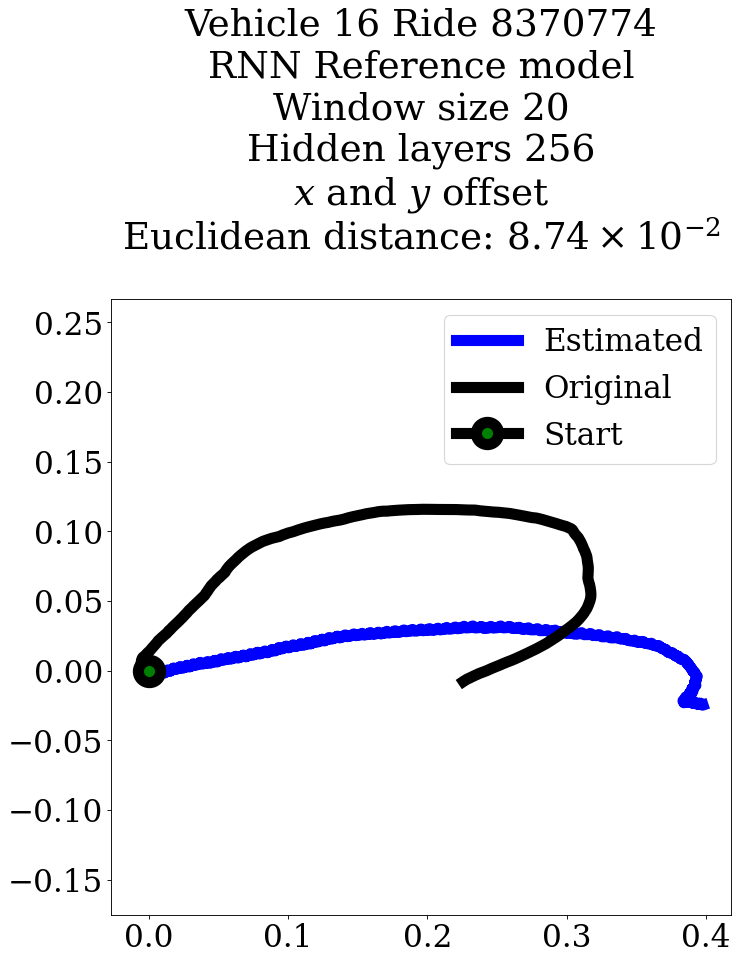 Vehicle 16 Ride 8370774
RNN Reference model
Window size 20
Hidden layers 256
x and y offset
Euclidean distance: 8.74 × 10⁻²
Estimated
Original
Start
0.25
0.20
0.15
0.10
0.05
0.00
−0.05
−0.10
−0.15
0.0 0.1 0.2 0.3 0.4